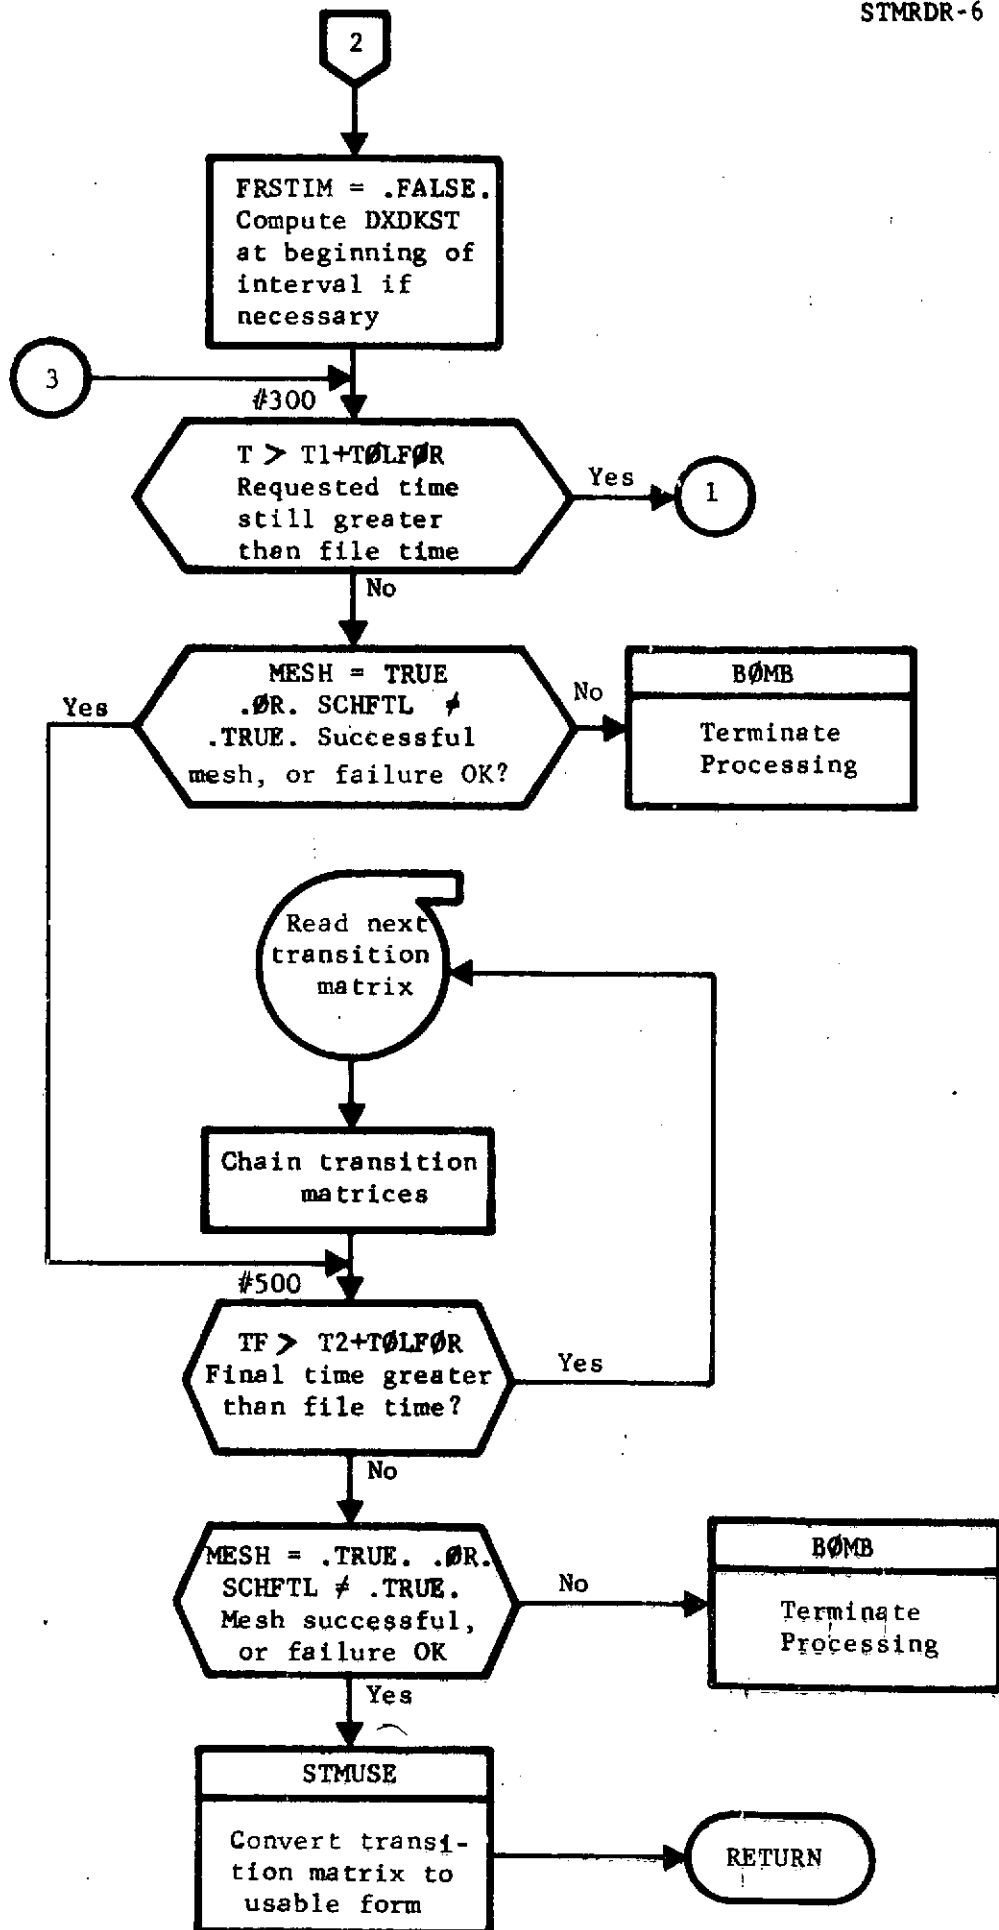 STMRDR-6
2
FRSTIM = .FALSE.
Compute DXDKST
at beginning of
interval if
necessary
3
#300
T > T1+TØLFØR
Requested time
still greater
than file time
Yes
1
No
MESH = TRUE
.ØR. SCHFTL ≠
.TRUE. Successful
mesh, or failure OK?
Yes
No
BØMB
Terminate
Processing
Read next
transition
matrix
Chain transition
matrices
#500
TF > T2+TØLFØR
Final time greater
than file time?
Yes
No
MESH = .TRUE. .ØR.
SCHFTL ≠ .TRUE.
Mesh successful,
or failure OK
No
BØMB
Terminate
Processing
Yes
STMUSE
Convert transi-
tion matrix to
usable form
RETURN